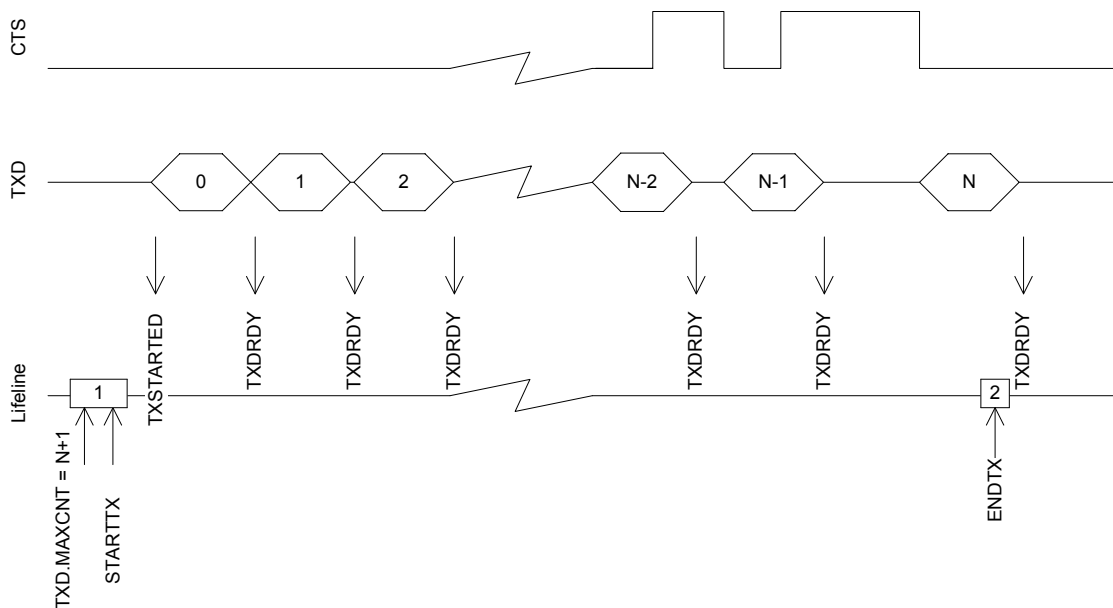 CTS
TXD
0
1
2
N-2
N-1
N
TXSTARTED
TXDRDY
TXDRDY
TXDRDY
TXDRDY
TXDRDY
TXDRDY
Lifeline
1
2
TXD.MAXCNT = N+1
STARTTX
ENDTX